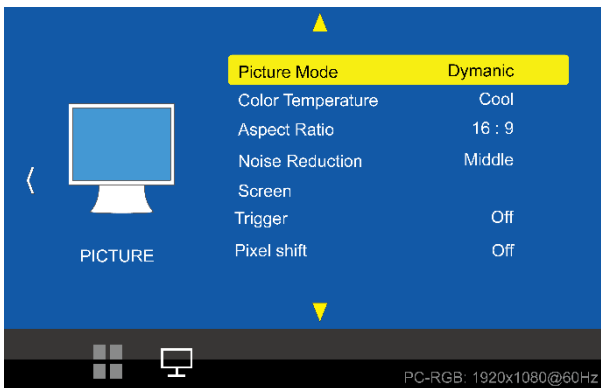 Picture Mode Dymanic
Color Temperature Cool
Aspect Ratio 16 : 9
Noise Reduction Middle
Screen
Trigger Off
Pixel shift Off
PICTURE
PC-RGB: 1920x1080@60Hz